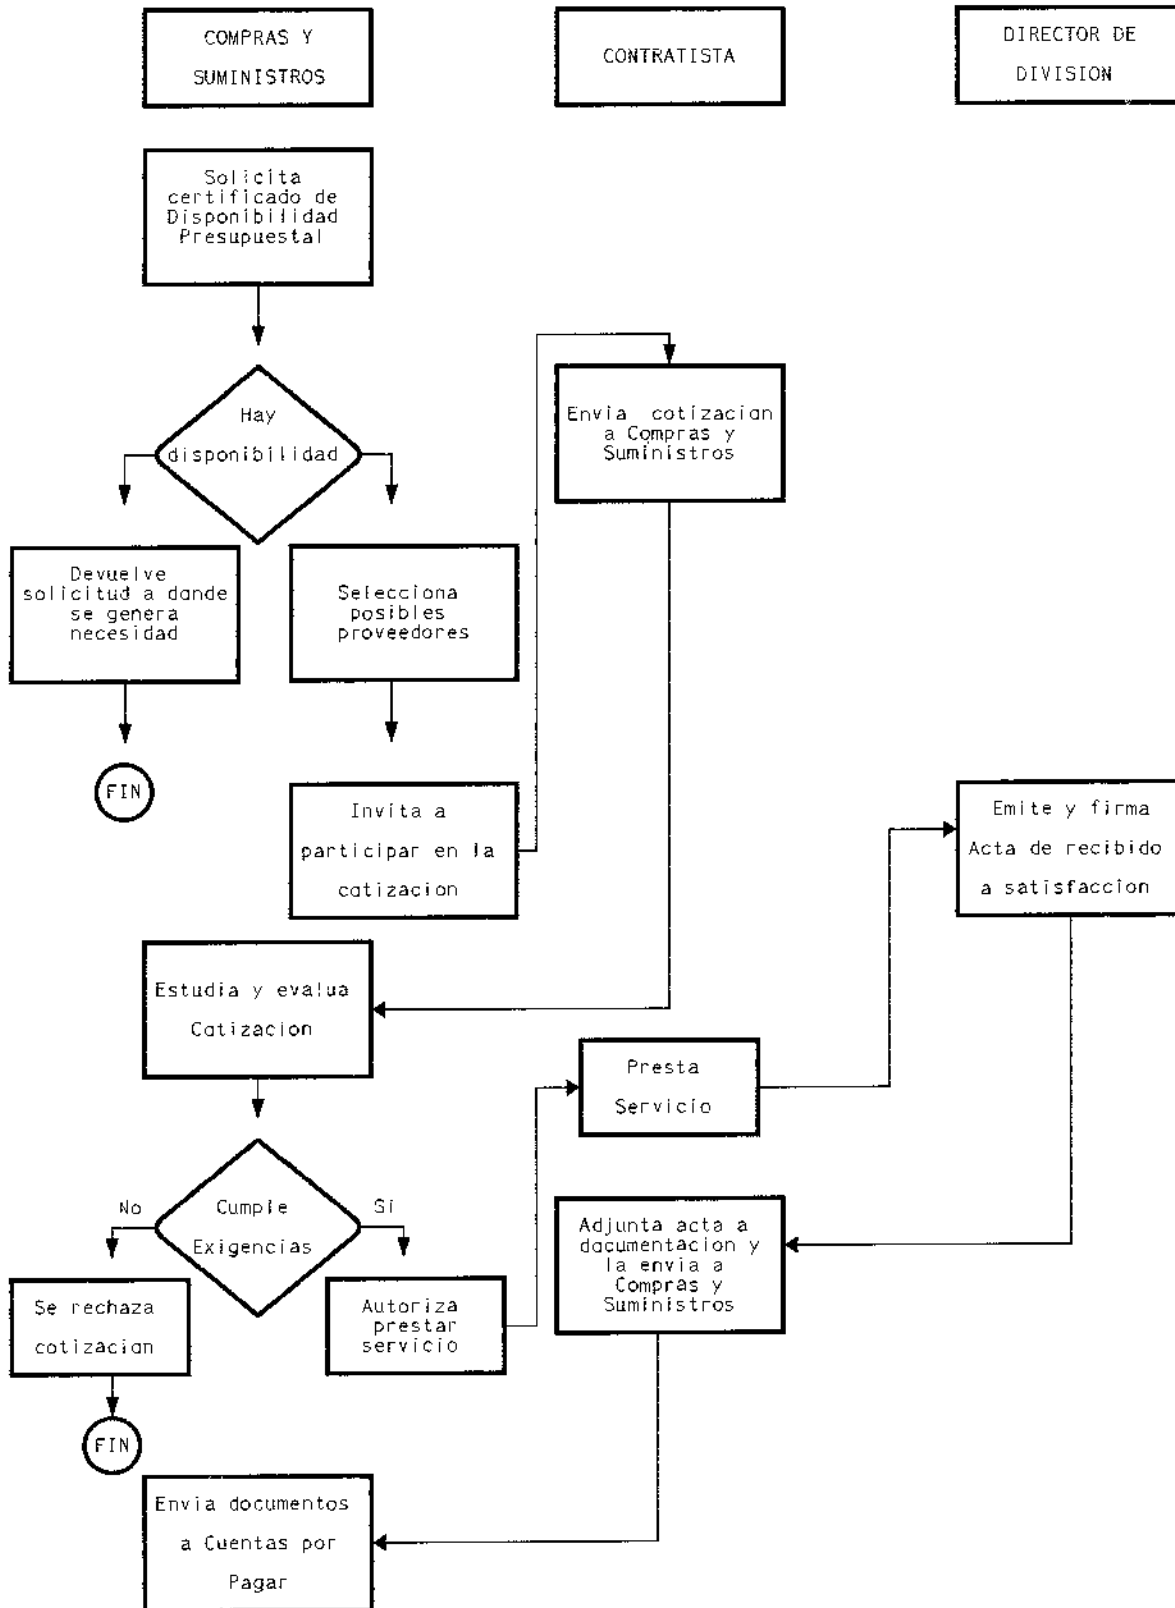 COMPRAS Y
SUMINISTROS
CONTRATISTA
DIRECTOR DE
DIVISION
Solicita
certificado de
Disponibilidad
Presupuestal
Hay
disponibilidad
Envia cotizacion
a Compras y
Suministros
Devuelve
solicitud a donde
se genera
necesidad
Selecciona
posibles
proveedores
FIN
Invita a
participar en la
cotizacion
Emite y firma
Acta de recibido
a satisfaccion
Estudia y evalua
Cotizacion
Presta
Servicio
No
Cumple
Exigencias
Si
Adjunta acta a
documentacion y
la envia a
Compras y
Suministros
Se rechaza
cotizacion
Autoriza
prestar
servicio
FIN
Envia documentos
a Cuentas por
Pagar